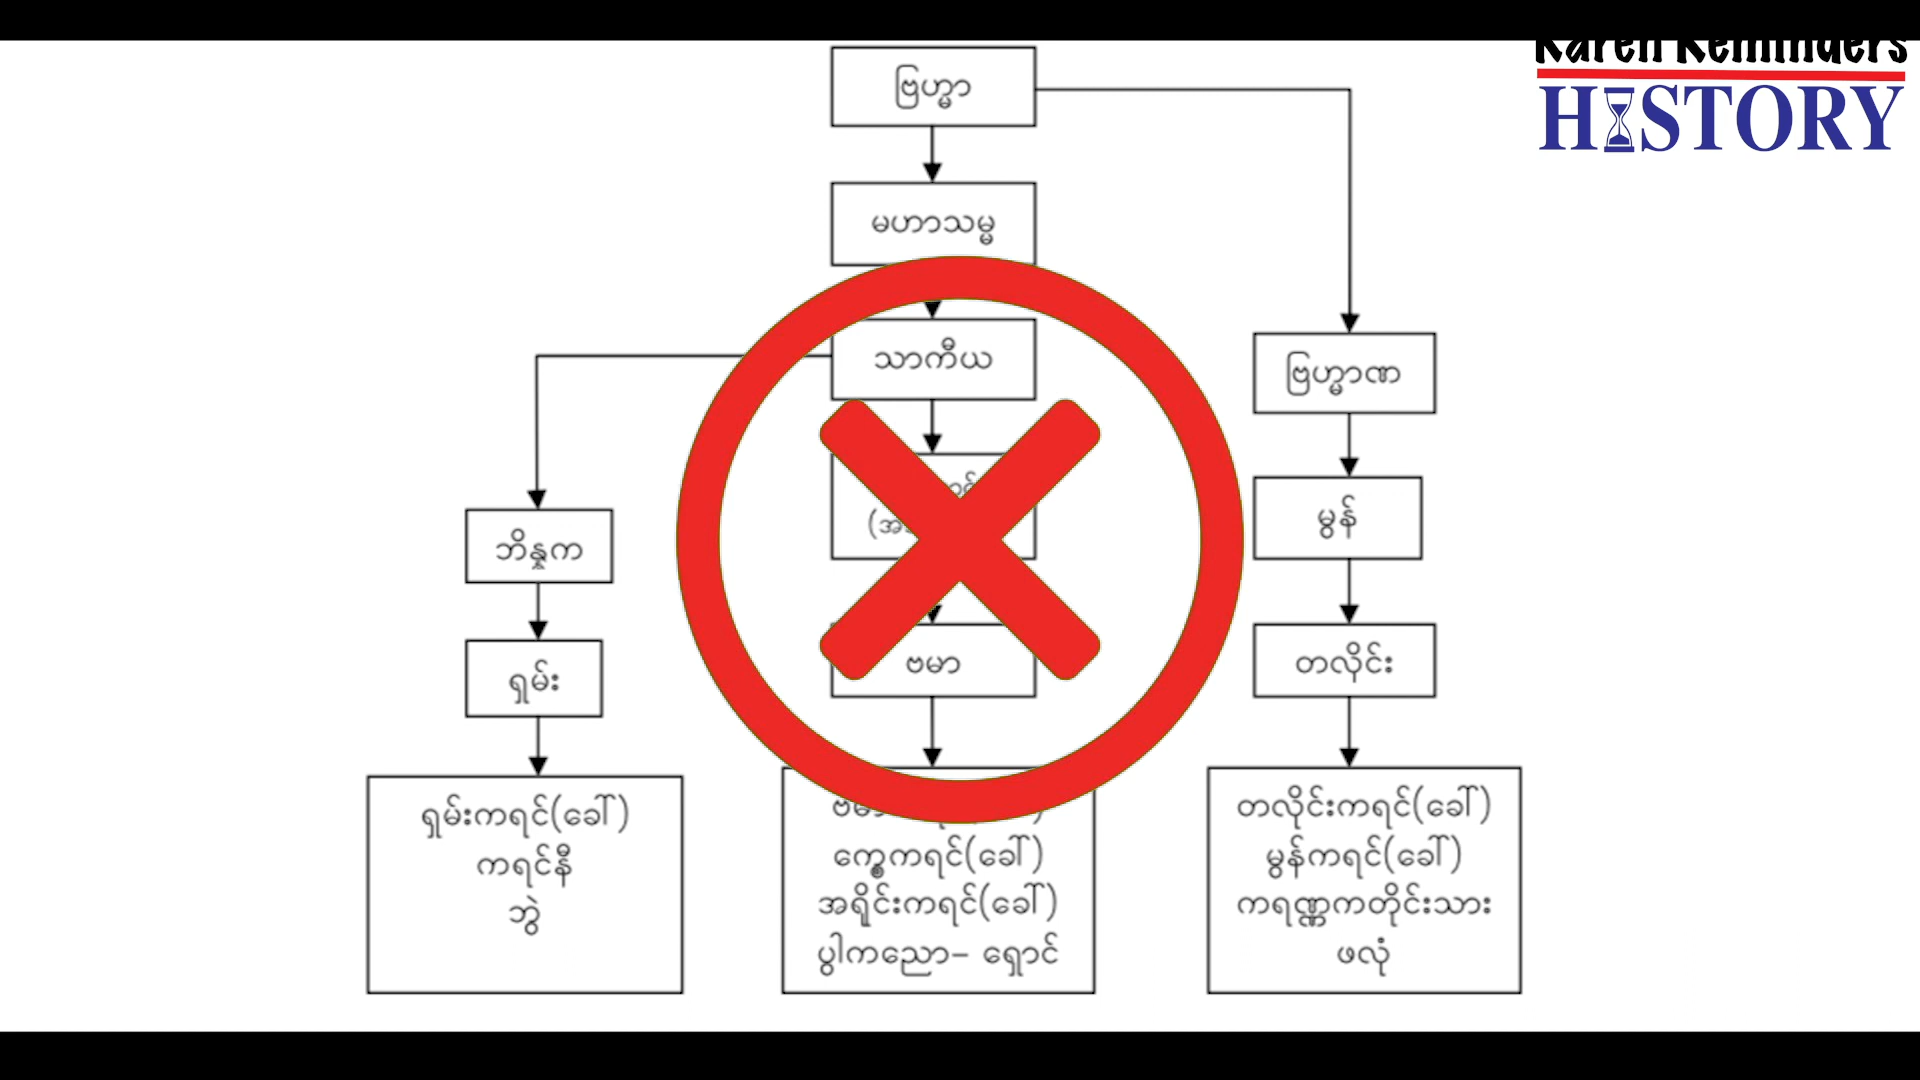 Karen Reminders
HISTORY
ဗြဟ္မာ
မဟာသမ္မ
သာကီယ
ဗြဟ္မာဏ
ဘိန္နက
မွန်
ရှမ်း
ဗမာ
တလိုင်း
ရှမ်းကရင်(ခေါ်)
ကရင်နီ
ဘွဲ
ကွေ့ကရင်(ခေါ်)
အရိုင်းကရင်(ခေါ်)
ပွါကညော– ရှောင်
တလိုင်းကရင်(ခေါ်)
မွန်ကရင်(ခေါ်)
ကရဏ္ဏကတိုင်းသား
ဖလုံ